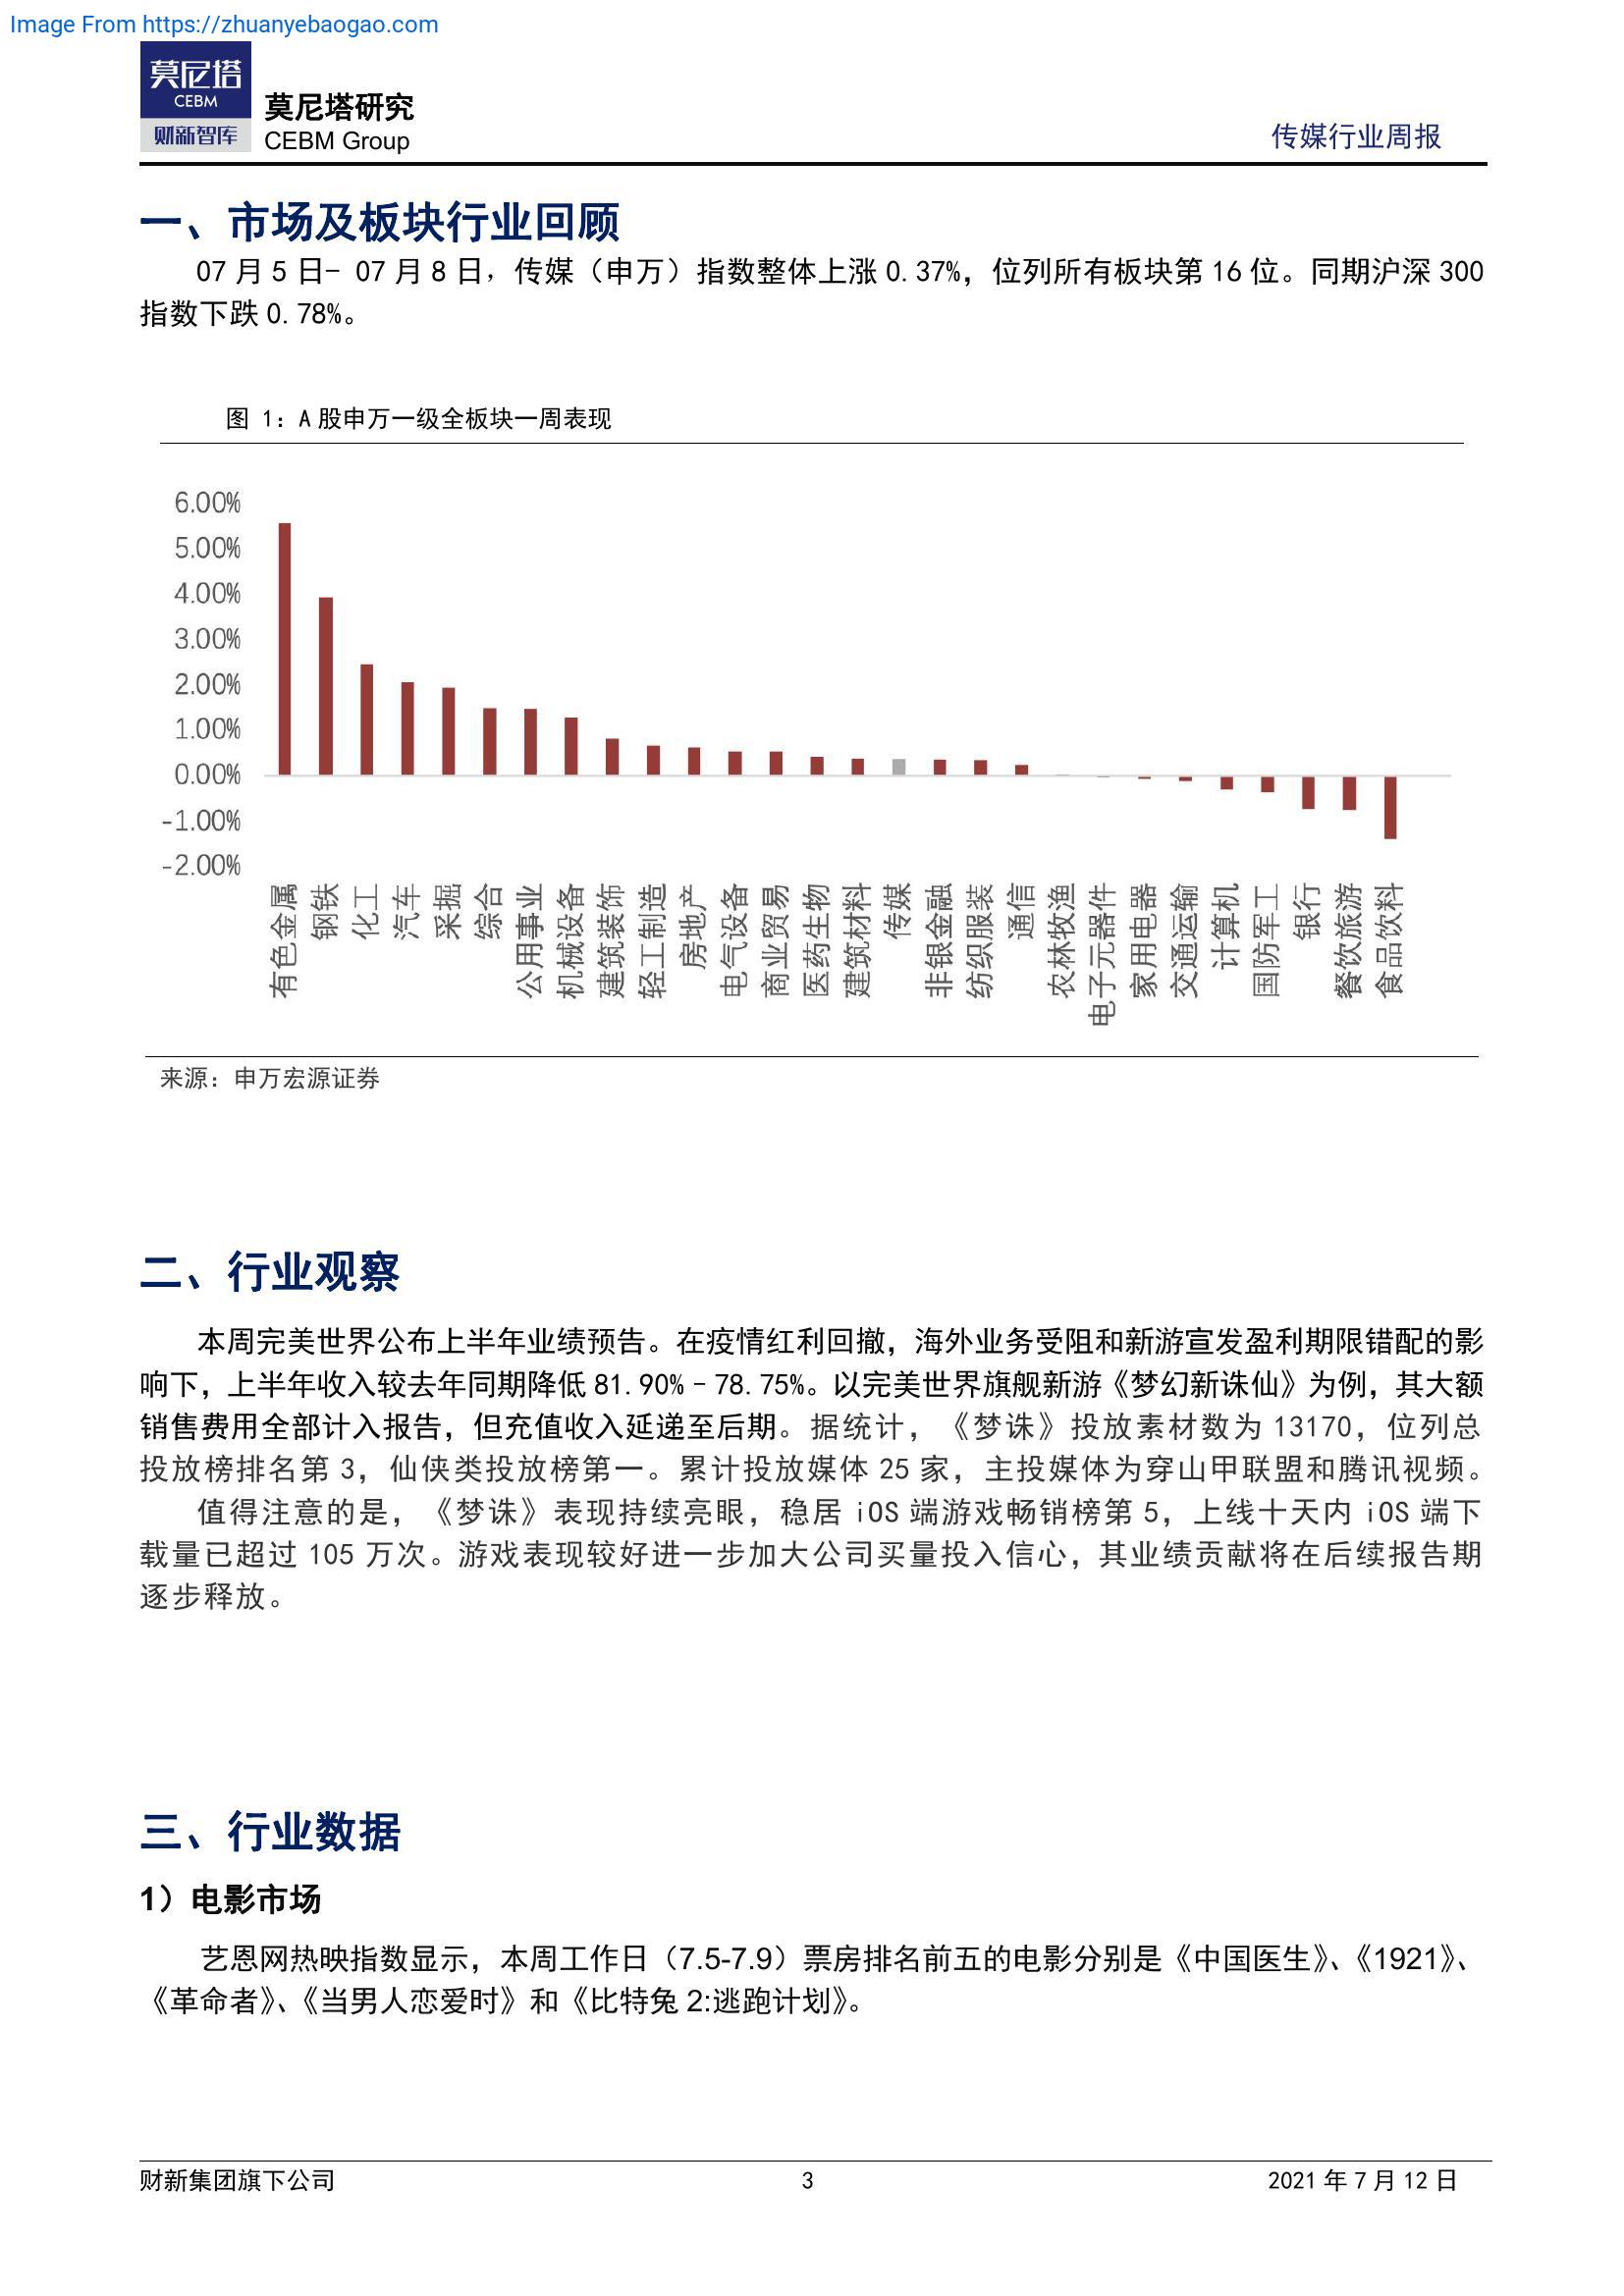 Image From https://zhuanyebaogao.com
莫尼塔
CEBM
财新智库
莫尼塔研究
CEBM Group
传媒行业周报
一、市场及板块行业回顾
07 月 5 日- 07 月 8 日，传媒（申万）指数整体上涨 0.37%，位列所有板块第 16 位。同期沪深 300
指数下跌 0.78%。
图 1：A 股申万一级全板块一周表现
6.00%
5.00%
4.00%
3.00%
2.00%
1.00%
0.00%
-1.00%
-2.00%
有色金属
钢铁
化工
汽车
采掘
综合
公用事业
机械设备
建筑装饰
轻工制造
房地产
电气设备
商业贸易
医药生物
建筑材料
传媒
非银金融
纺织服装
通信
农林牧渔
电子元器件
家用电器
交通运输
计算机
国防军工
银行
餐饮旅游
食品饮料
来源：申万宏源证券
二、行业观察
本周完美世界公布上半年业绩预告。在疫情红利回撤，海外业务受阻和新游宣发盈利期限错配的影
响下，上半年收入较去年同期降低 81.90%–78.75%。以完美世界旗舰新游《梦幻新诛仙》为例，其大额
销售费用全部计入报告，但充值收入延递至后期。据统计，《梦诛》投放素材数为 13170，位列总
投放榜排名第 3，仙侠类投放榜第一。累计投放媒体 25 家，主投媒体为穿山甲联盟和腾讯视频。
值得注意的是，《梦诛》表现持续亮眼，稳居 iOS 端游戏畅销榜第 5，上线十天内 iOS 端下
载量已超过 105 万次。游戏表现较好进一步加大公司买量投入信心，其业绩贡献将在后续报告期
逐步释放。
三、行业数据
1）电影市场
艺恩网热映指数显示，本周工作日（7.5-7.9）票房排名前五的电影分别是《中国医生》、《1921》、
《革命者》、《当男人恋爱时》和《比特兔 2:逃跑计划》。
财新集团旗下公司
3
2021 年 7 月 12 日